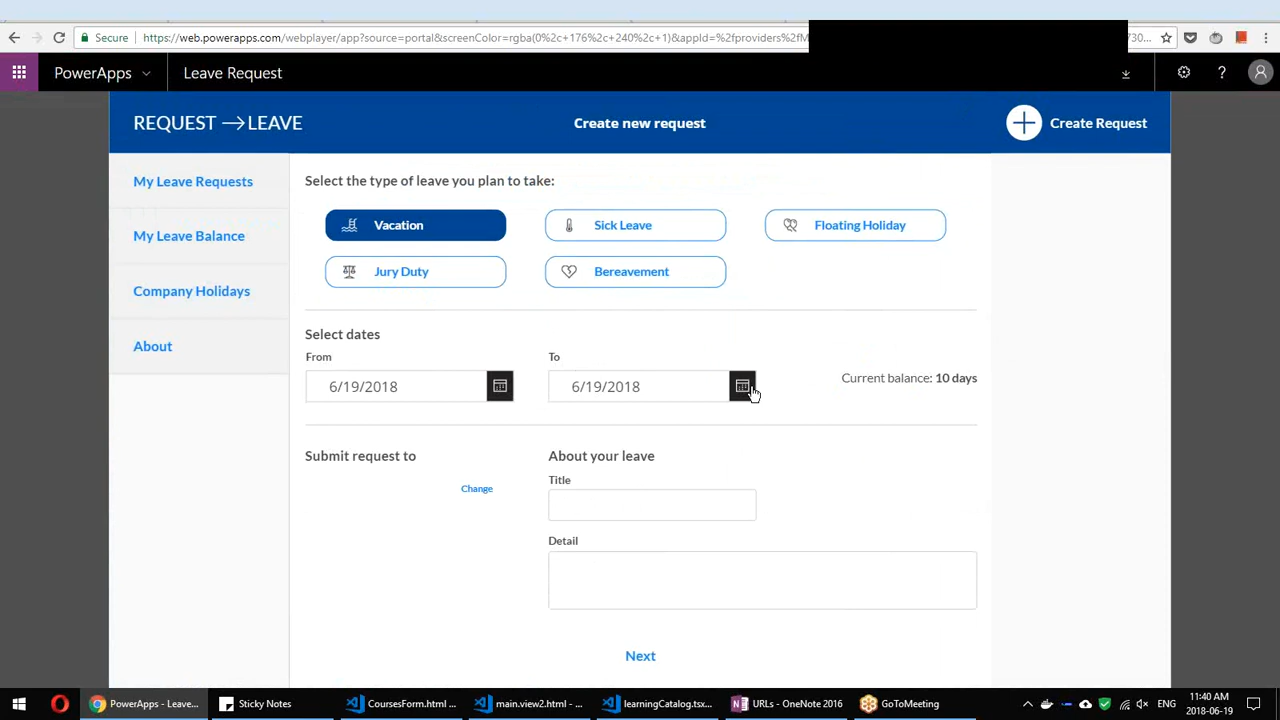 Secure
https://web.powerapps.com/webplayer/app?source=portal&screenColor=rgba(0%2c+176%2c+240%2c+1)&appId=%2fproviders%2fM
730...
PowerApps
Leave Request
REQUEST → LEAVE
Create new request
Create Request
My Leave Requests
My Leave Balance
Company Holidays
About
Select the type of leave you plan to take:
Vacation
Sick Leave
Floating Holiday
Jury Duty
Bereavement
Select dates
From
To
6/19/2018
6/19/2018
Current balance: 10 days
Submit request to
Change
About your leave
Title
Detail
Next
PowerApps - Leave...
Sticky Notes
CoursesForm.html ...
main.view2.html - ...
learningCatalog.tsx...
URLs - OneNote 2016
GoToMeeting
ENG
11:40 AM
2018-06-19